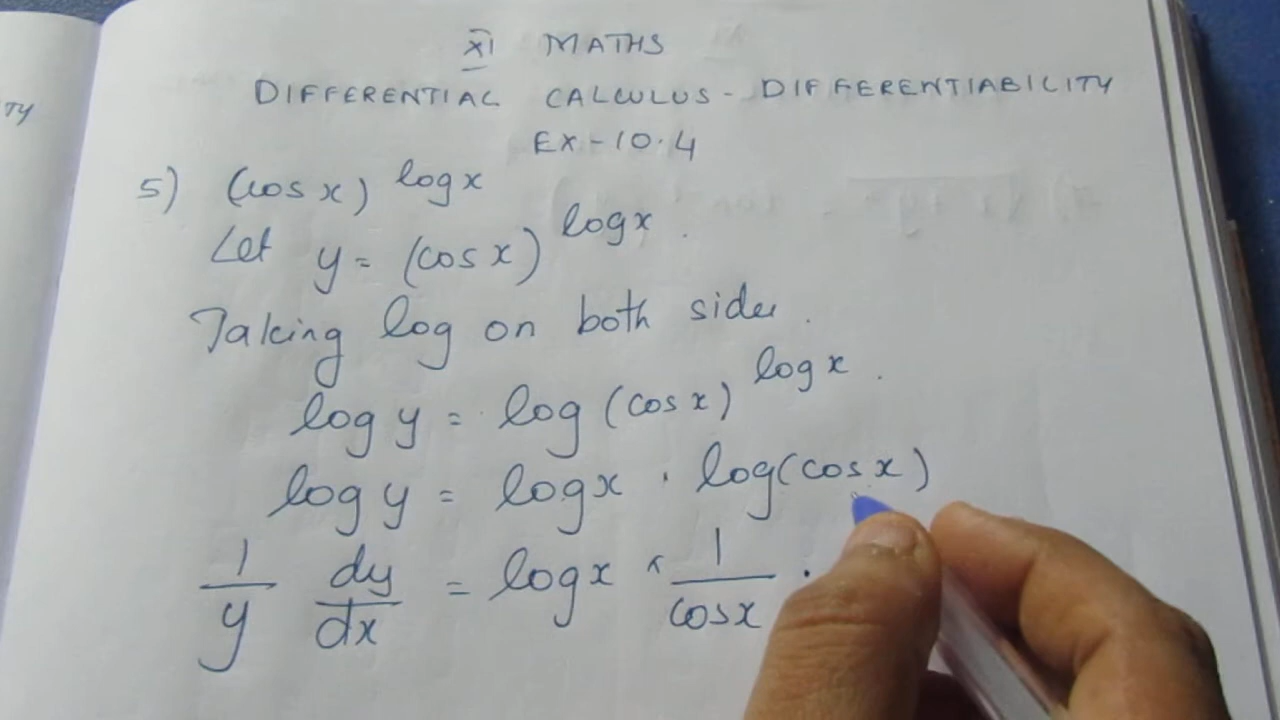 TY
XI MATHS
DIFFERENTIAL CALCULUS - DIFFERENTIABILITY
EX-10.4
5) (cos x)^log x
Let y = (cos x)^log x.
Taking log on both sides.
log y = log (cos x)^log x.
log y = log x . log(cos x)
1/y dy/dx = log x × 1/cos x .